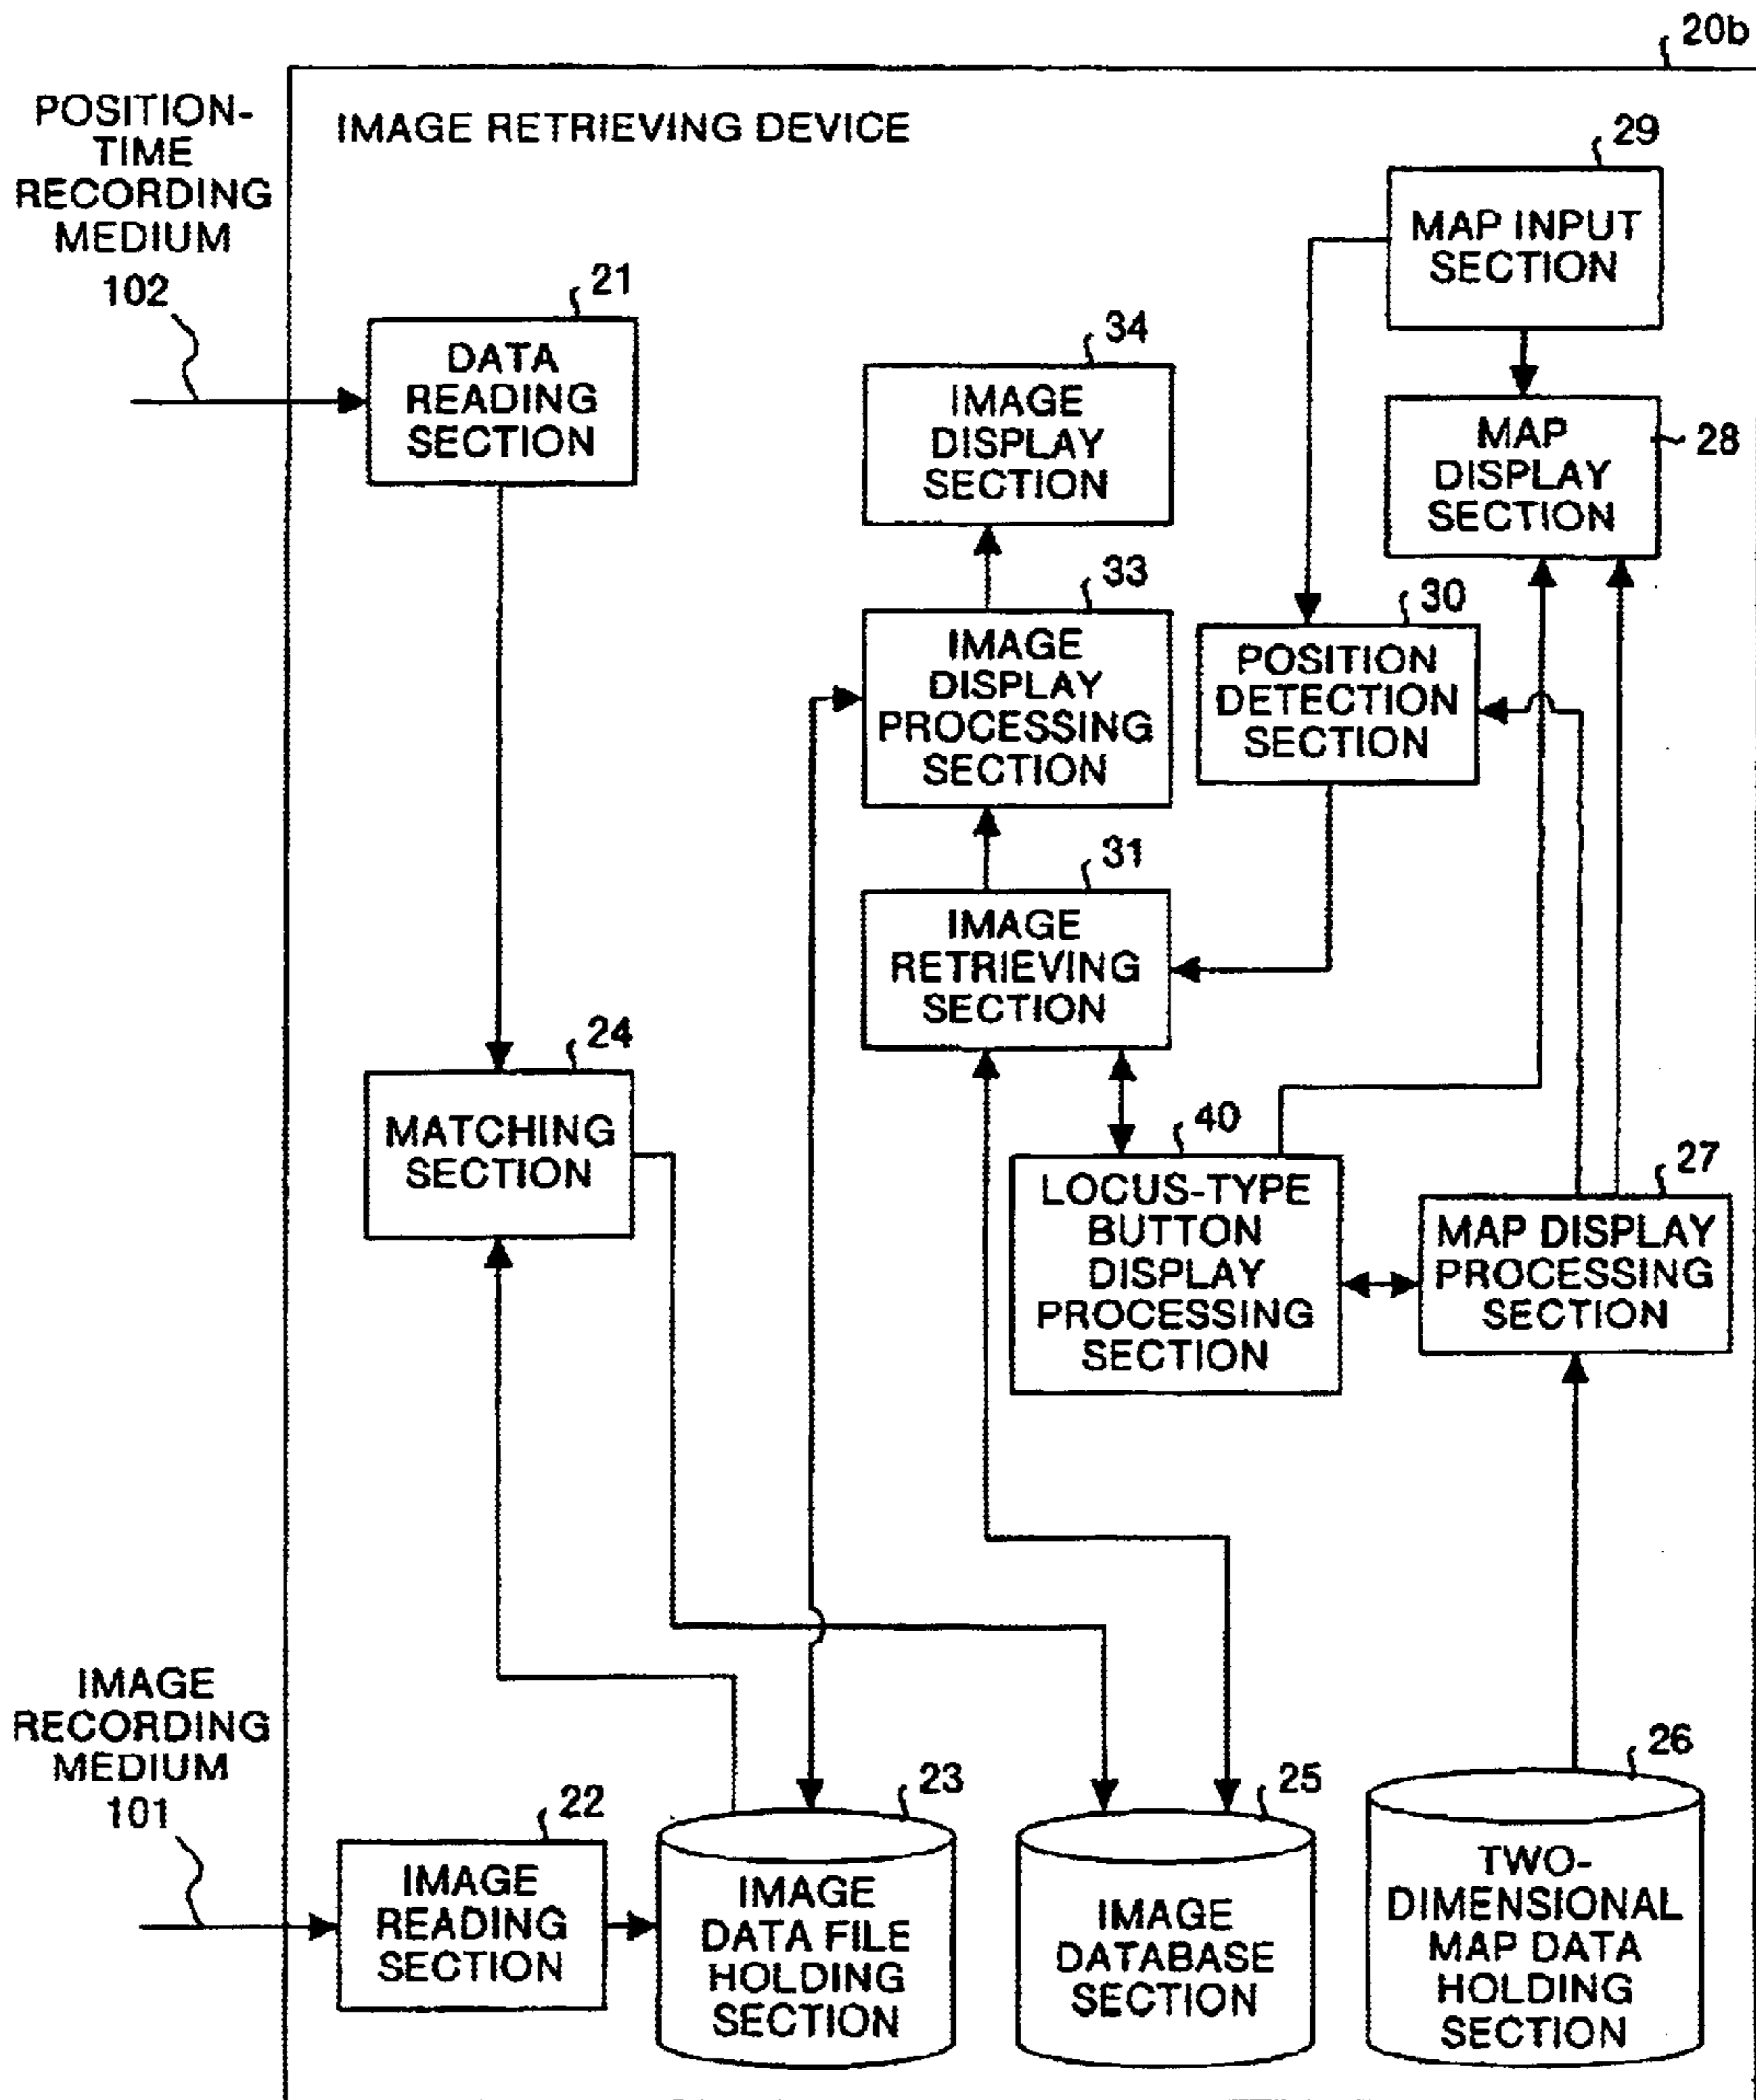 20b
POSITION-
TIME
RECORDING
MEDIUM
102
IMAGE RETRIEVING DEVICE
29
MAP INPUT
SECTION
21
DATA
READING
SECTION
34
IMAGE
DISPLAY
SECTION
MAP
DISPLAY
SECTION
28
33
IMAGE
DISPLAY
PROCESSING
SECTION
30
POSITION
DETECTION
SECTION
31
IMAGE
RETRIEVING
SECTION
24
MATCHING
SECTION
40
LOCUS-TYPE
BUTTON
DISPLAY
PROCESSING
SECTION
27
MAP DISPLAY
PROCESSING
SECTION
IMAGE
RECORDING
MEDIUM
101
22
IMAGE
READING
SECTION
23
IMAGE
DATA FILE
HOLDING
SECTION
25
IMAGE
DATABASE
SECTION
26
TWO-
DIMENSIONAL
MAP DATA
HOLDING
SECTION